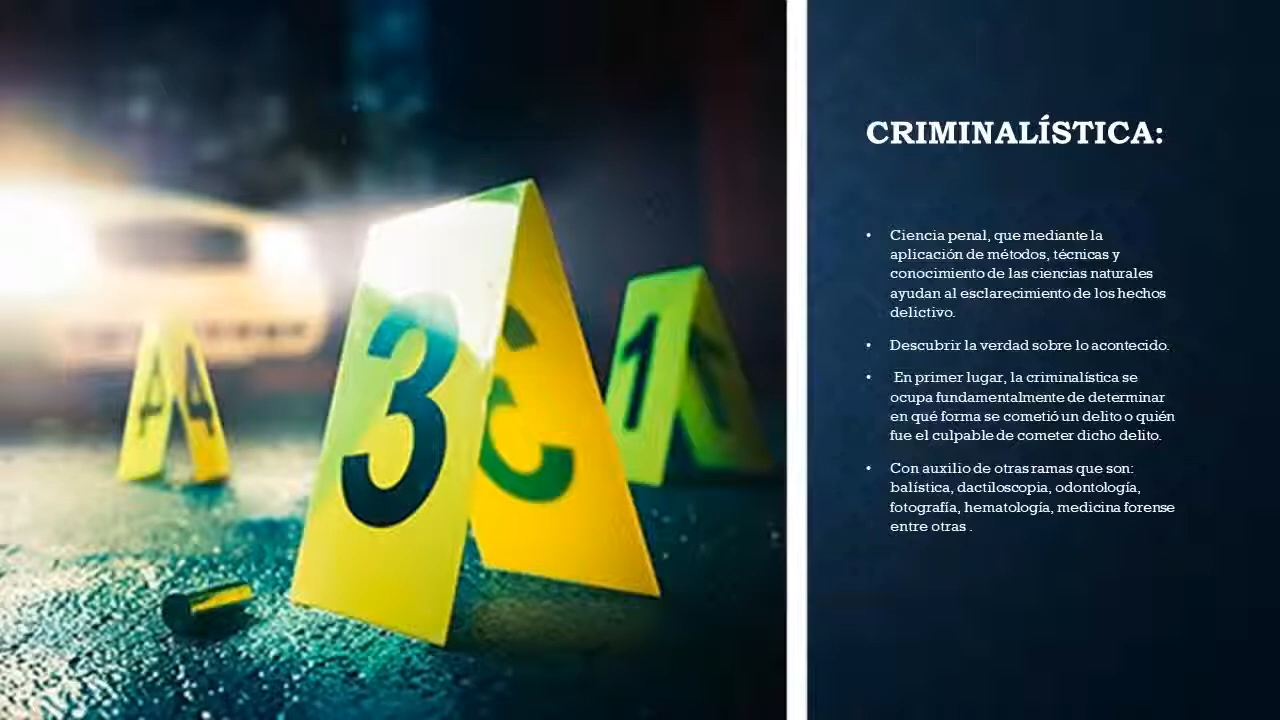 CRIMINALÍSTICA:
• Ciencia penal, que mediante la
aplicación de métodos, técnicas y
conocimiento de las ciencias naturales
ayudan al esclarecimiento de los hechos
delictivo.
• Descubrir la verdad sobre lo acontecido.
• En primer lugar, la criminalística se
ocupa fundamentalmente de determinar
en qué forma se cometió un delito o quién
fue el culpable de cometer dicho delito.
• Con auxilio de otras ramas que son:
balística, dactiloscopia, odontología,
fotografía, hematología, medicina forense
entre otras .
4 4
3 3
1 1